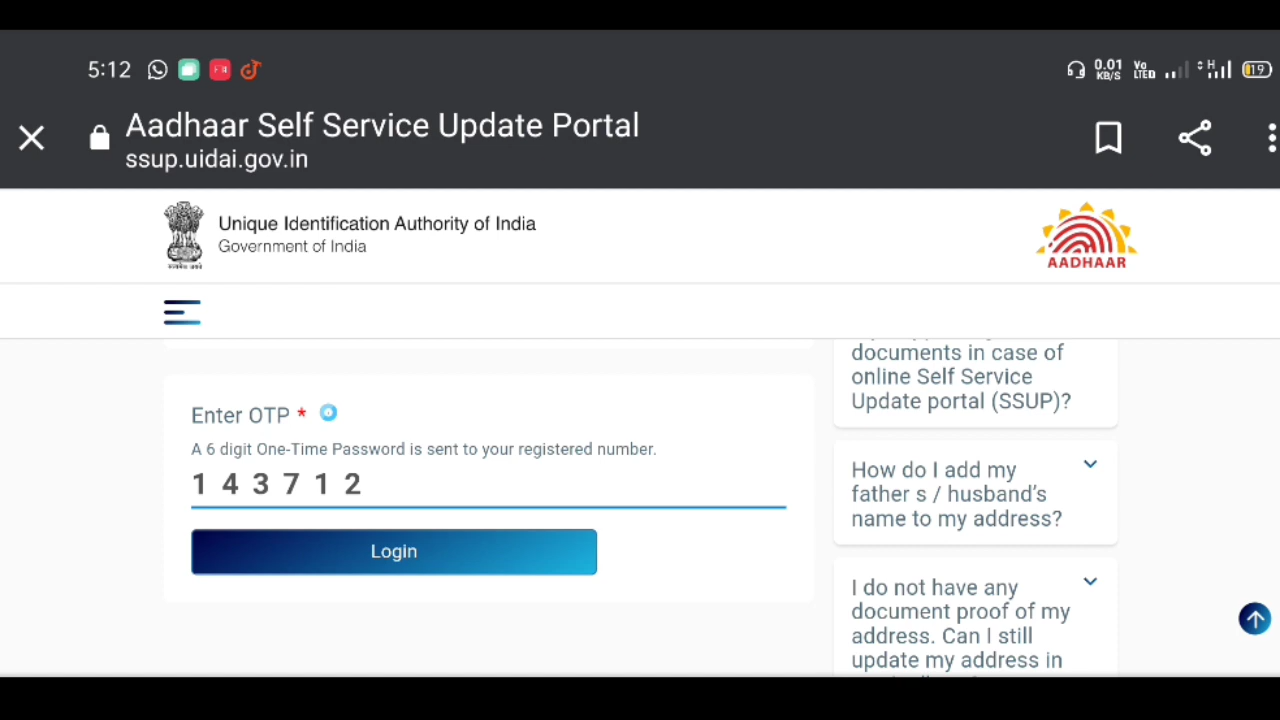 5:12
0.01 KB/S
Vo LTED
H
19
Aadhaar Self Service Update Portal
ssup.uidai.gov.in
Unique Identification Authority of India
Government of India
AADHAAR
Enter OTP *
A 6 digit One-Time Password is sent to your registered number.
1 4 3 7 1 2
Login
documents in case of
online Self Service
Update portal (SSUP)?
How do I add my
father s / husband's
name to my address?
I do not have any
document proof of my
address. Can I still
update my address in